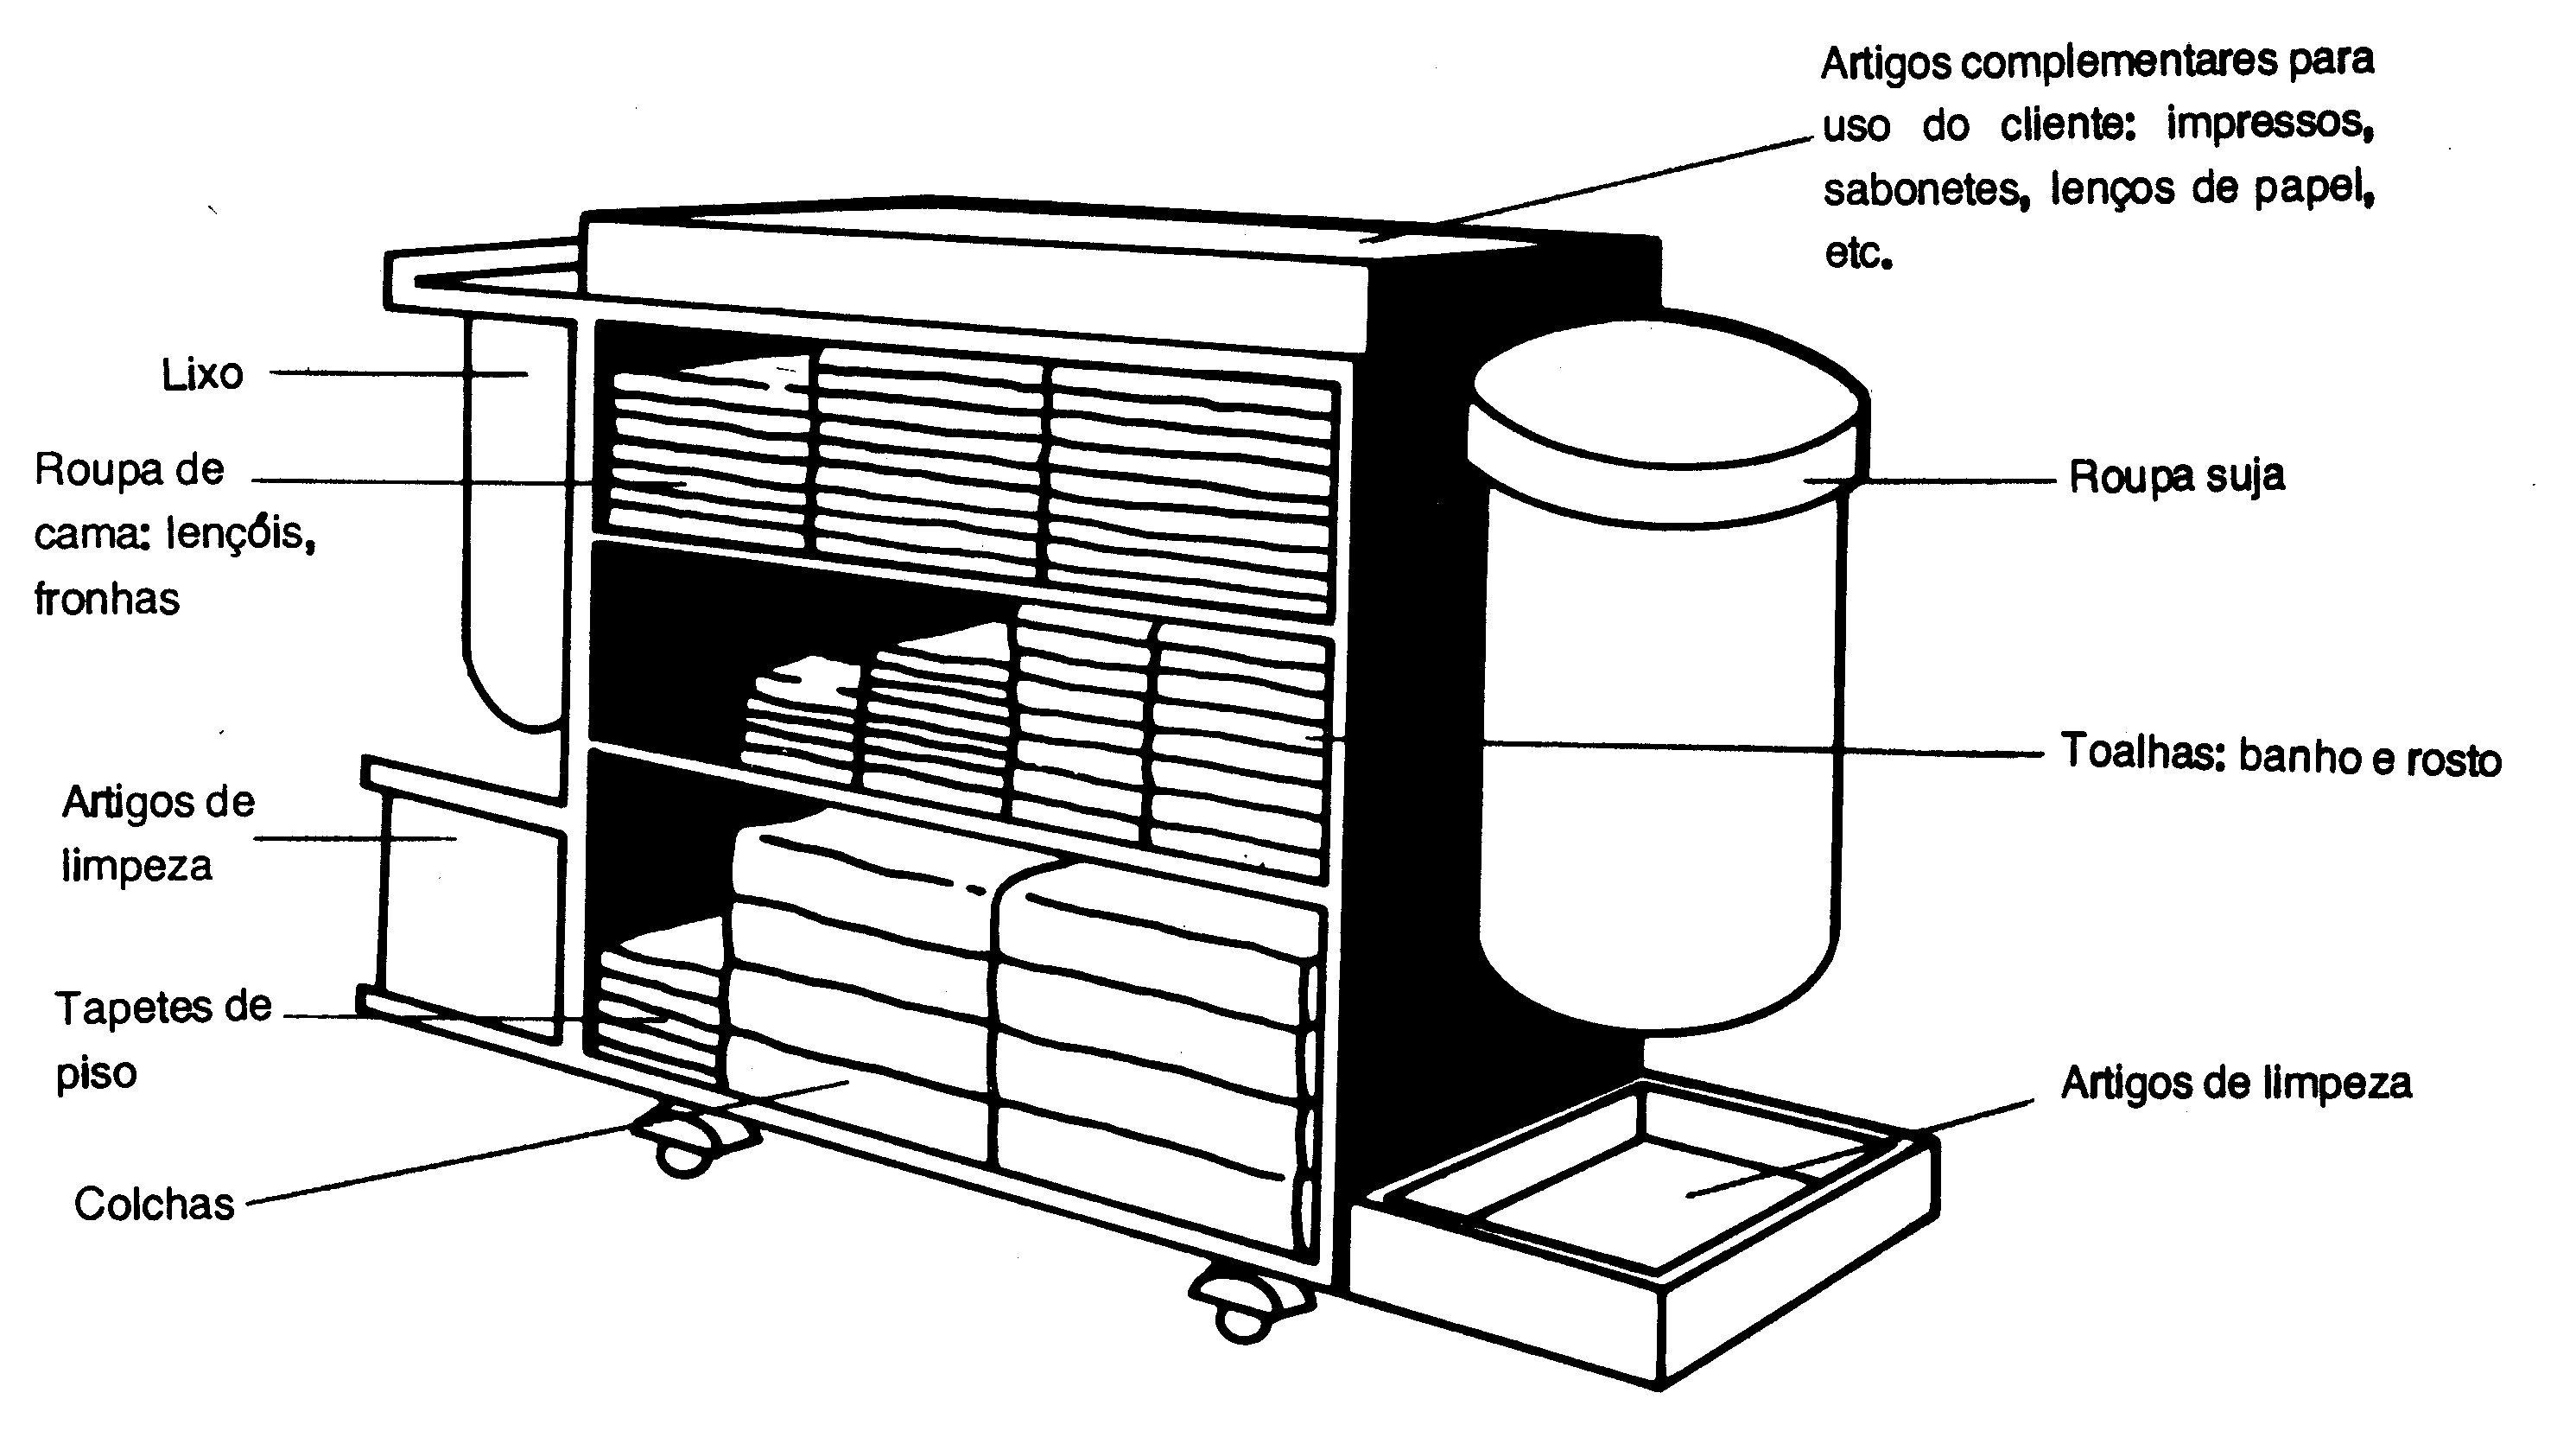 Artigos complementares para
uso do cliente: impressos,
sabonetes, lenços de papel,
etc.
Lixo
Roupa de
cama: lençóis,
fronhas
Roupa suja
Toalhas: banho e rosto
Artigos de
limpeza
Tapetes de
piso
Artigos de limpeza
Colchas